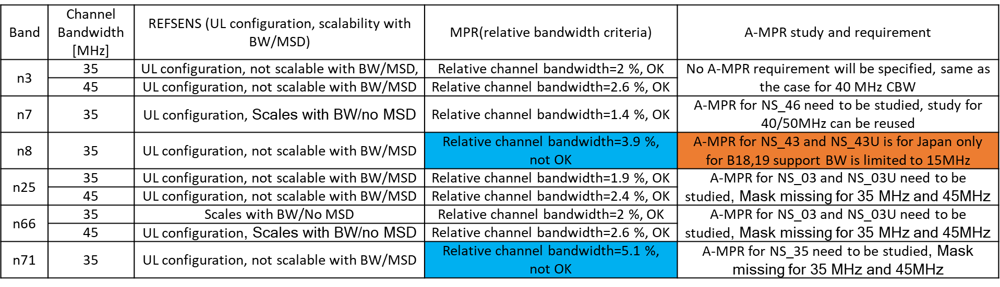 Band
Channel
Bandwidth
[MHz]
REFSENS (UL configuration, scalability with
BW/MSD)
MPR(relative bandwidth criteria)
A-MPR study and requirement
n3
35
UL configuration, not scalable with BW/MSD,
Relative channel bandwidth=2 %, OK
No A-MPR requirement will be specified, same as
the case for 40 MHz CBW
45
UL configuration, not scalable with BW/MSD
Relative channel bandwidth=2.6 %, OK
n7
35
UL configuration, Scales with BW/no MSD
Relative channel bandwidth=1.4 %, OK
A-MPR for NS_46 need to be studied, study for
40/50MHz can be reused
n8
35
UL configuration, not scalable with BW/MSD
Relative channel bandwidth=3.9 %,
not OK
A-MPR for NS_43 and NS_43U is for Japan only
for B18,19 support BW is limited to 15MHz
n25
35
UL configuration, not scalable with BW/MSD
Relative channel bandwidth=1.9 %, OK
A-MPR for NS_03 and NS_03U need to be
studied, Mask missing for 35 MHz and 45MHz
45
UL configuration, not scalable with BW/MSD
Relative channel bandwidth=2.4 %, OK
n66
35
Scales with BW/No MSD
Relative channel bandwidth=2 %, OK
A-MPR for NS_03 and NS_03U need to be
studied, Mask missing for 35 MHz and 45MHz
45
UL configuration, Scales with BW/no MSD
Relative channel bandwidth=2.6 %, OK
n71
35
UL configuration, not scalable with BW/MSD
Relative channel bandwidth=5.1 %,
not OK
A-MPR for NS_35 need to be studied, Mask
missing for 35 MHz and 45MHz